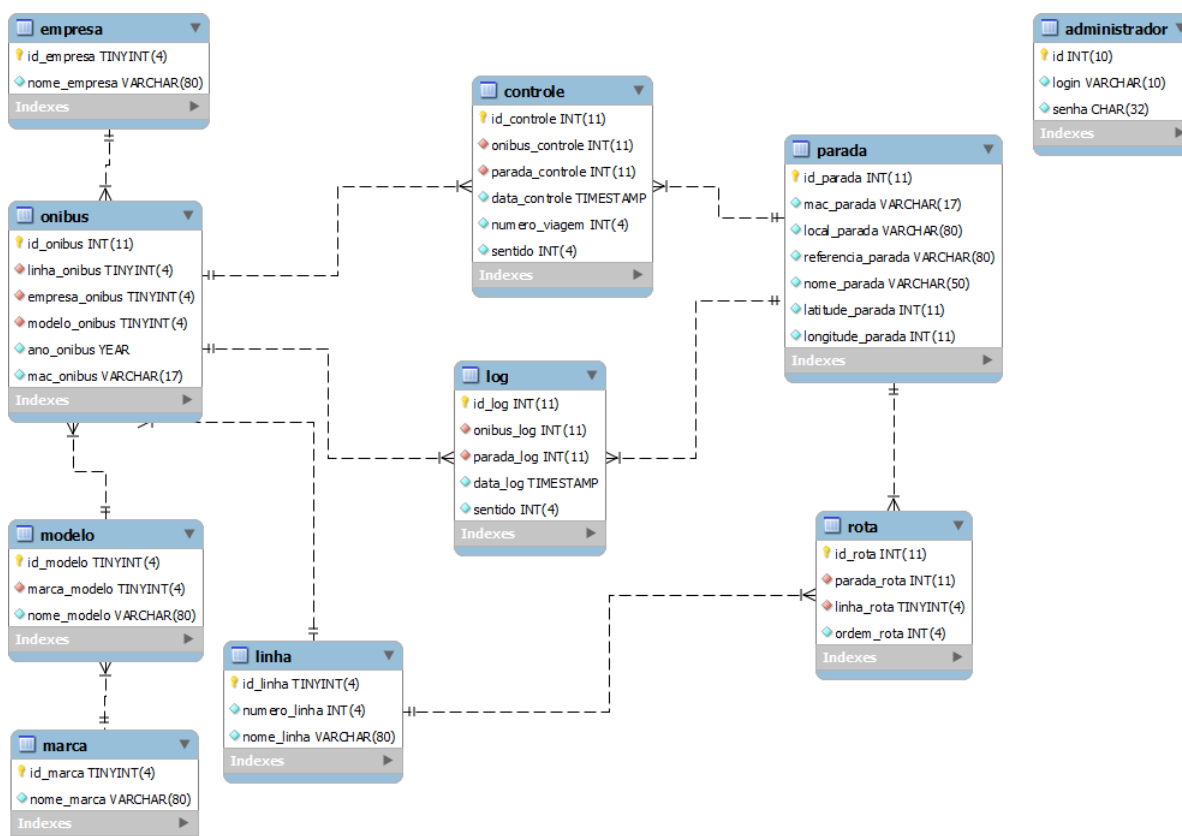 empresa
id_empresa TINYINT(4)
nome_empresa VARCHAR(80)
Indexes
onibus
id_onibus INT(11)
linha_onibus TINYINT(4)
empresa_onibus TINYINT(4)
modelo_onibus TINYINT(4)
ano_onibus YEAR
mac_onibus VARCHAR(17)
Indexes
modelo
id_modelo TINYINT(4)
marca_modelo TINYINT(4)
nome_modelo VARCHAR(80)
Indexes
marca
id_marca TINYINT(4)
nome_marca VARCHAR(80)
Indexes
linha
id_linha TINYINT(4)
numero_linha INT(4)
nome_linha VARCHAR(80)
Indexes
controle
id_controle INT(11)
onibus_controle INT(11)
parada_controle INT(11)
data_controle TIMESTAMP
numero_viagem INT(4)
sentido INT(4)
Indexes
log
id_log INT(11)
onibus_log INT(11)
parada_log INT(11)
data_log TIMESTAMP
sentido INT(4)
Indexes
parada
id_parada INT(11)
mac_parada VARCHAR(17)
local_parada VARCHAR(80)
referencia_parada VARCHAR(80)
nome_parada VARCHAR(50)
latitude_parada INT(11)
longitude_parada INT(11)
Indexes
rota
id_rota INT(11)
parada_rota INT(11)
linha_rota TINYINT(4)
ordem_rota INT(4)
Indexes
administrador
id INT(10)
login VARCHAR(10)
senha CHAR(32)
Indexes